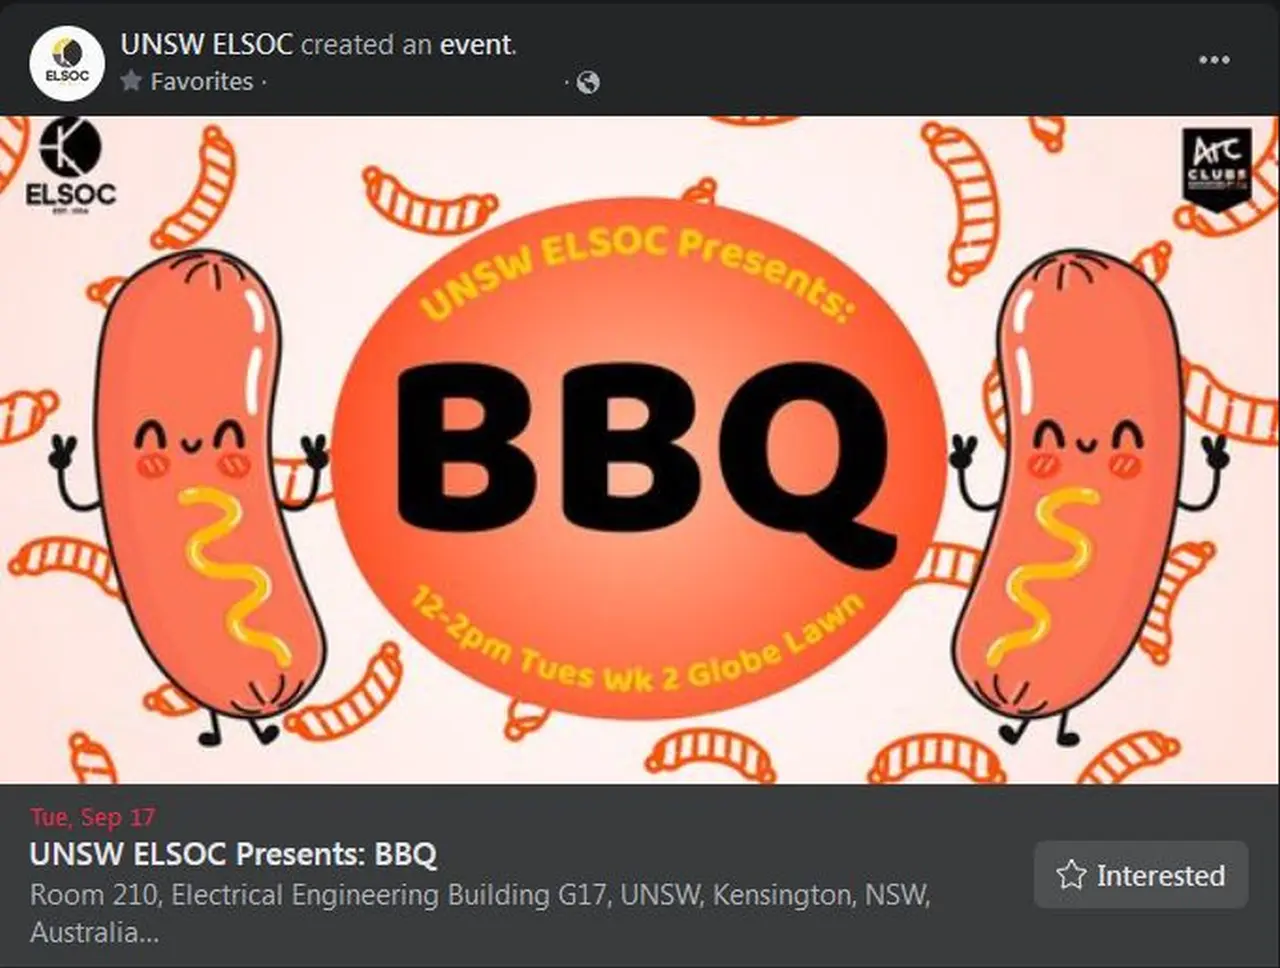 UNSW ELSOC created an event.
Favorites ·
·
ELSOC
ELSOC
Arc
CLUBS
UNSW ELSOC Presents:
BBQ
12-2pm Tues Wk 2 Globe Lawn
Tue, Sep 17
UNSW ELSOC Presents: BBQ
Room 210, Electrical Engineering Building G17, UNSW, Kensington, NSW,
Australia...
Interested